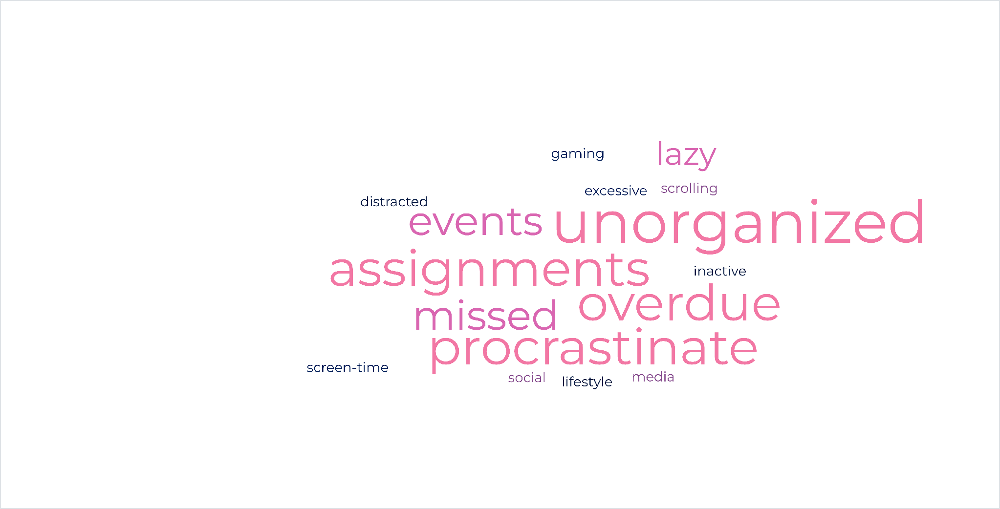 gaming
lazy
excessive
scrolling
distracted
events
unorganized
assignments
inactive
overdue
missed
procrastinate
screen-time
social
lifestyle
media